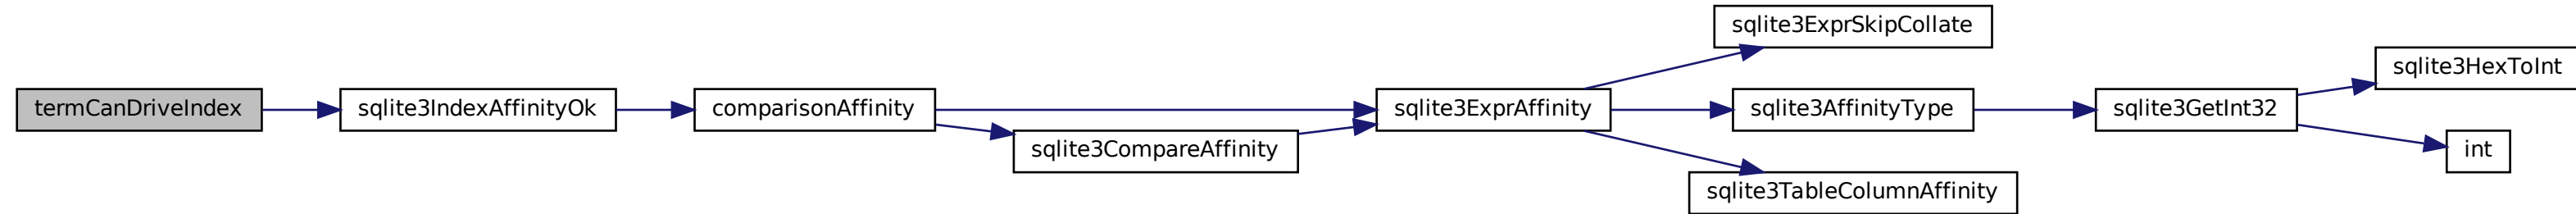 termCanDriveIndex
sqlite3IndexAffinityOk
comparisonAffinity
sqlite3CompareAffinity
sqlite3ExprAffinity
sqlite3ExprSkipCollate
sqlite3AffinityType
sqlite3TableColumnAffinity
sqlite3GetInt32
sqlite3HexToInt
int